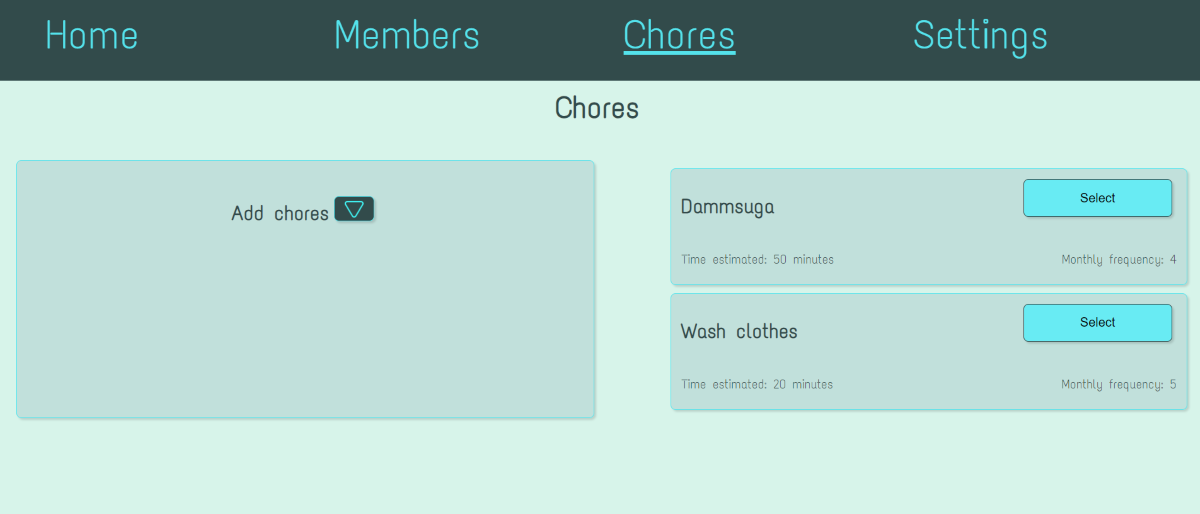 Home Members Chores Settings
Chores
Add chores
Dammsuga
Select
Time estimated: 50 minutes
Monthly frequency: 4
Wash clothes
Select
Time estimated: 20 minutes
Monthly frequency: 5